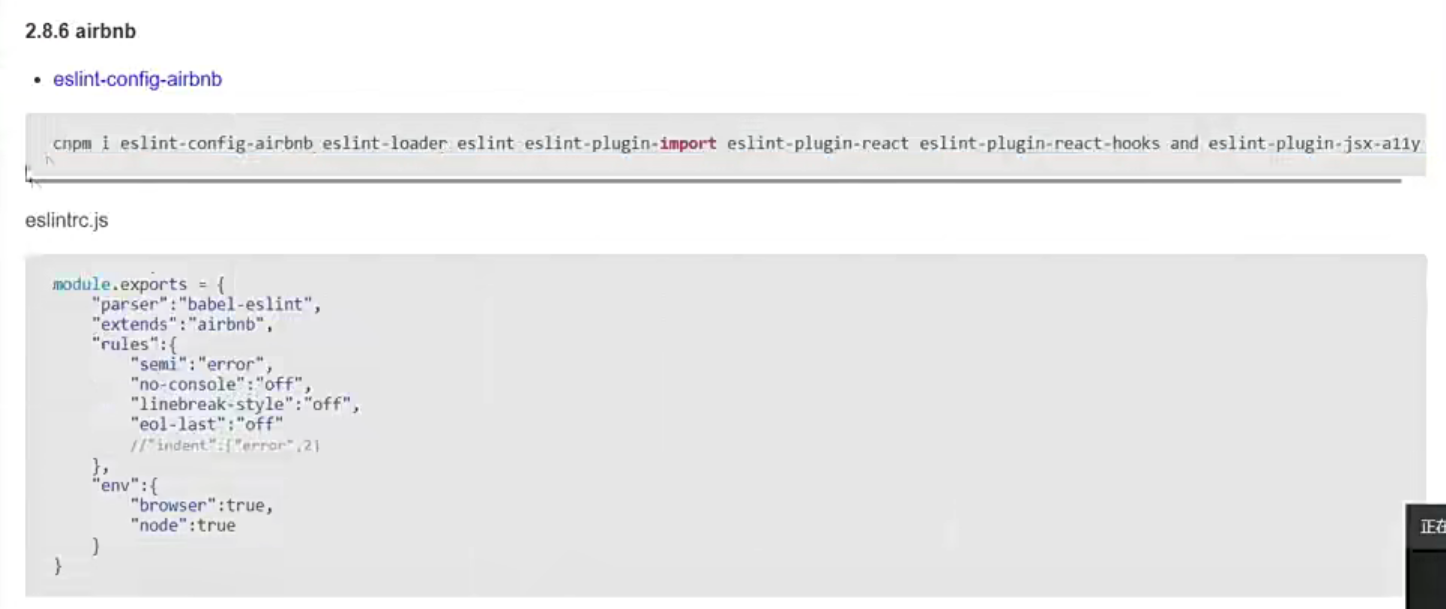 2.8.6 airbnb
• eslint-config-airbnb
cnpm i eslint-config-airbnb eslint-loader eslint eslint-plugin-import eslint-plugin-react eslint-plugin-react-hooks and eslint-plugin-jsx-a11y
eslintrc.js
module.exports = {
    "parser":"babel-eslint",
    "extends":"airbnb",
    "rules":{
        "semi":"error",
        "no-console":"off",
        "linebreak-style":"off",
        "eol-last":"off"
        //"indent":["error",2]
    },
    "env":{
        "browser":true,
        "node":true
    }
}
正在